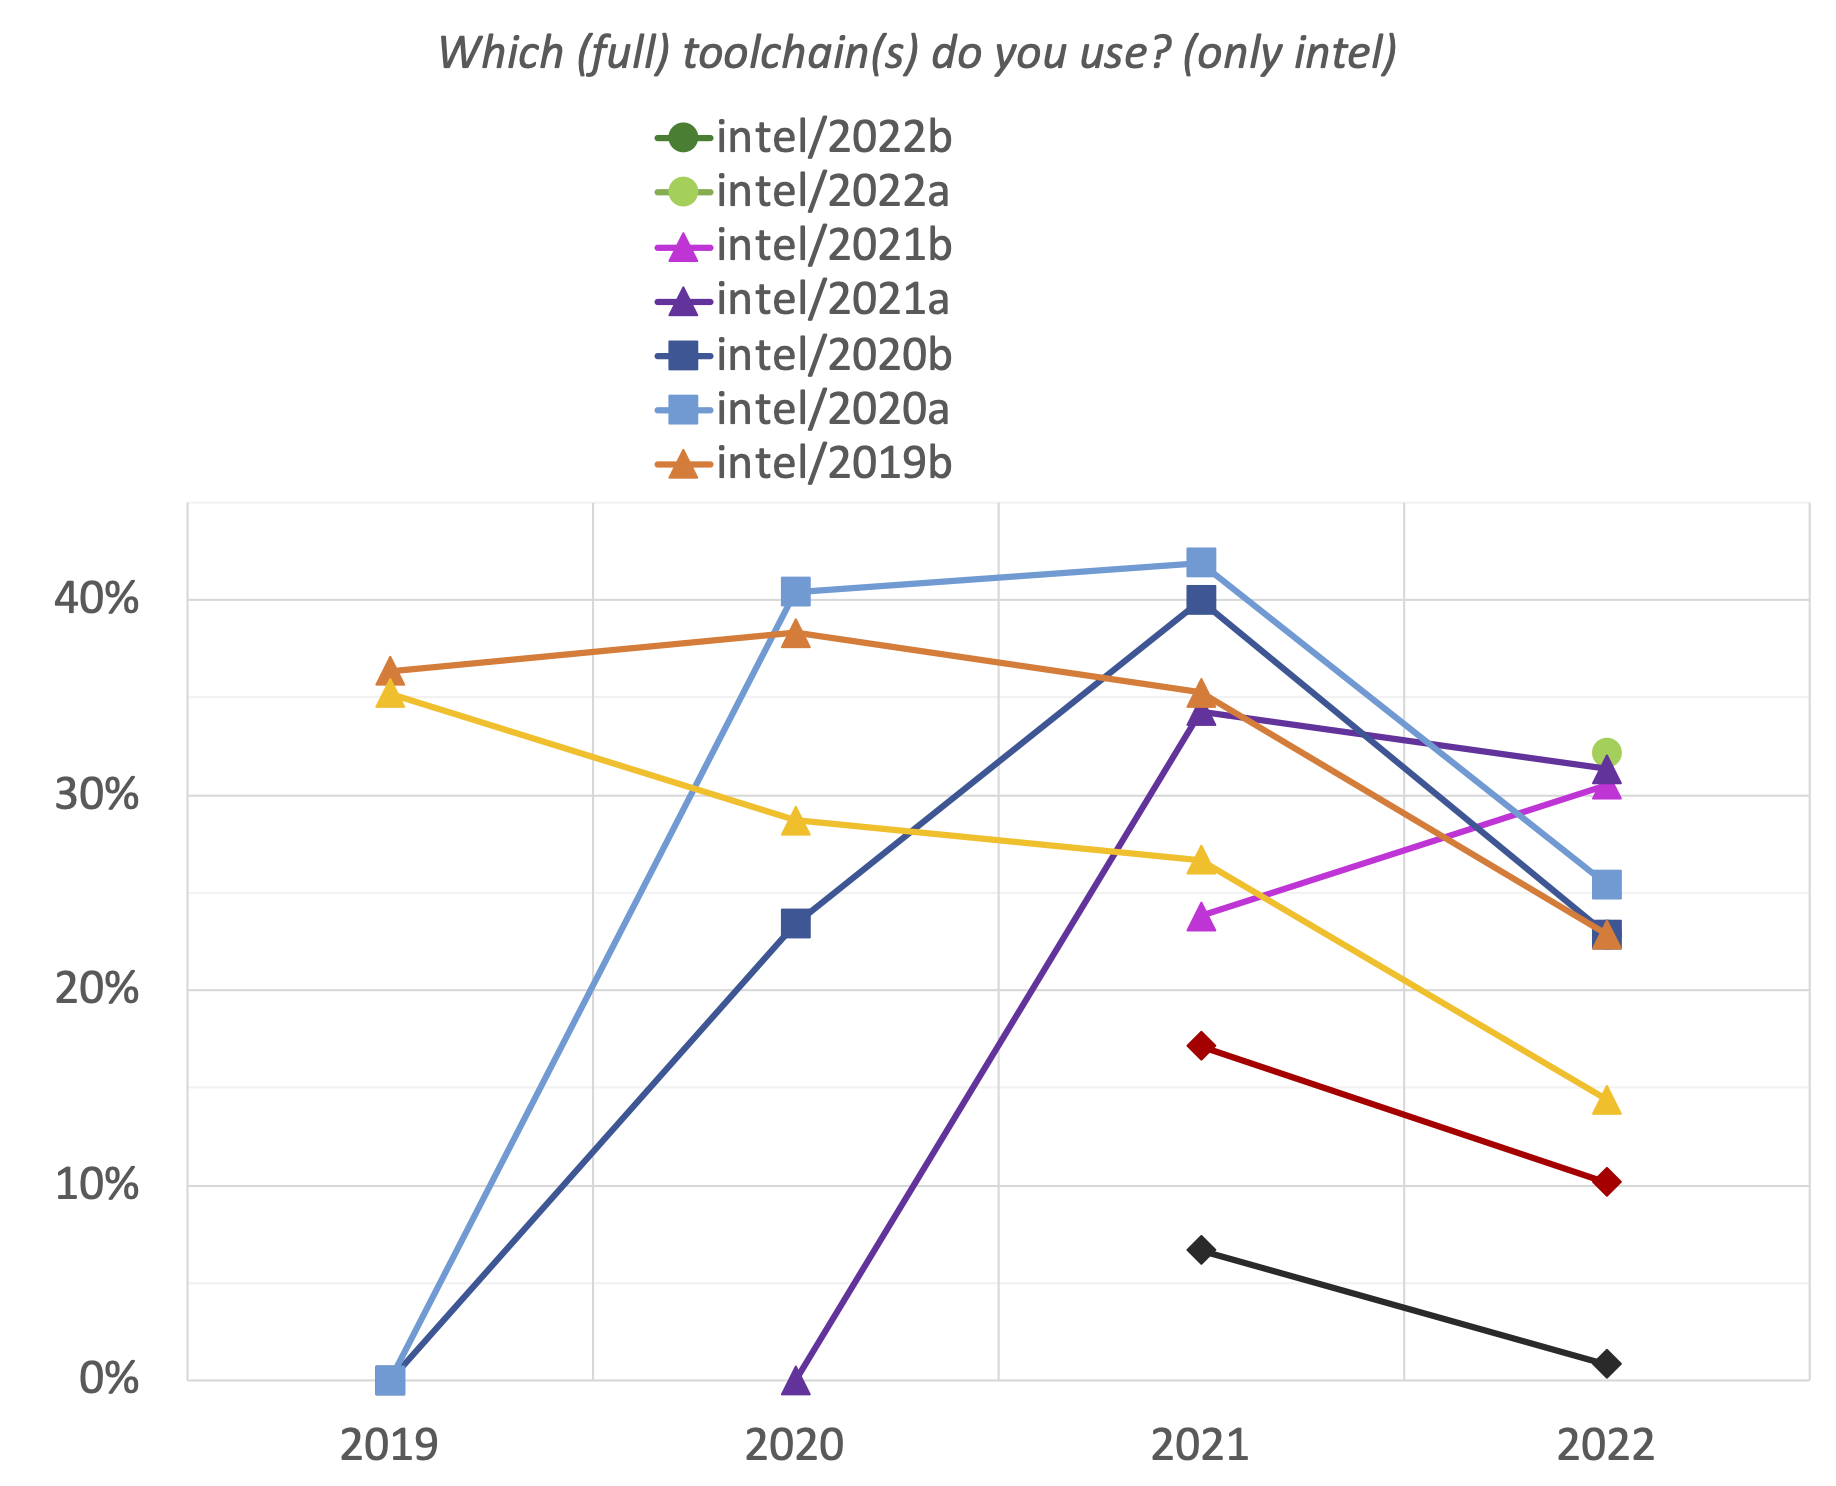 Which (full) toolchain(s) do you use? (only intel)
intel/2022b
intel/2022a
intel/2021b
intel/2021a
intel/2020b
intel/2020a
intel/2019b
40%
30%
20%
10%
0%
2019 2020 2021 2022